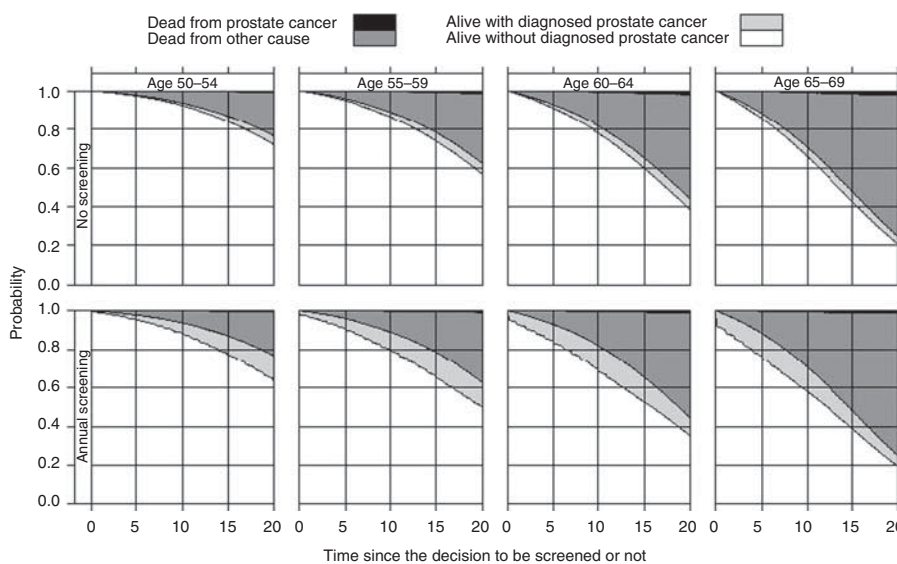 Dead from prostate cancer
Dead from other cause
Alive with diagnosed prostate cancer
Alive without diagnosed prostate cancer
Age 50–54 Age 55–59 Age 60–64 Age 65–69
Probability
No screening
1.0
0.8
0.6
0.4
0.2
0.0
Annual screening
1.0
0.8
0.6
0.4
0.2
0.0
0 5 10 15 20 0 5 10 15 20 0 5 10 15 20 0 5 10 15 20
Time since the decision to be screened or not